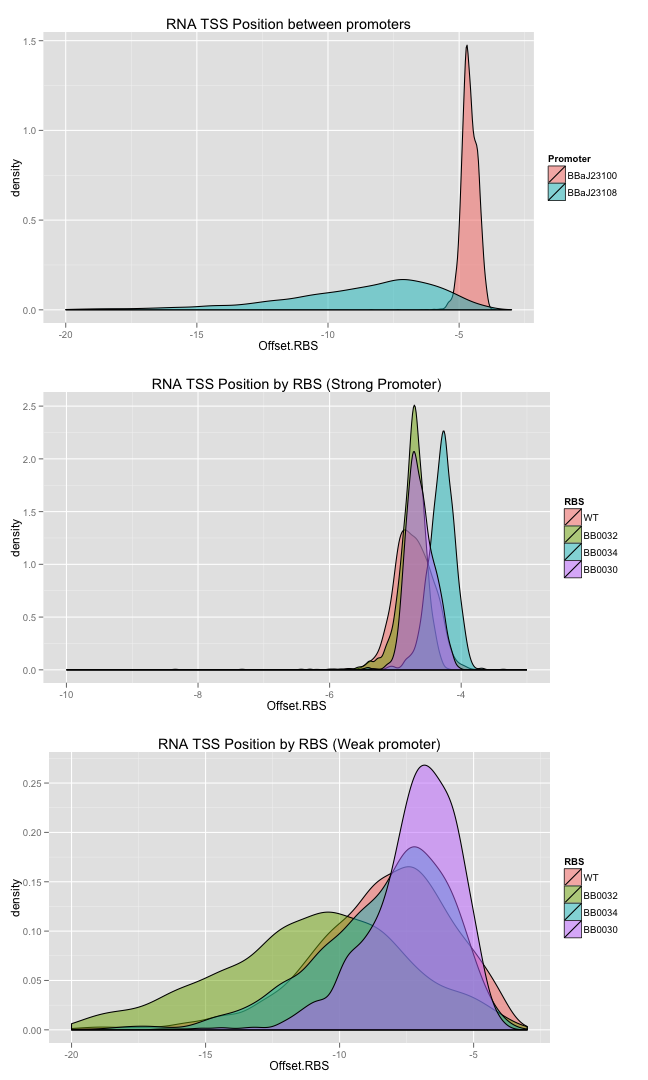 RNA TSS Position between promoters
1.5
1.0
0.5
0.0
density
-20 -15 -10 -5
Offset.RBS
Promoter
BBaJ23100
BBaJ23108
RNA TSS Position by RBS (Strong Promoter)
2.5
2.0
1.5
1.0
0.5
0.0
density
-10 -8 -6 -4
Offset.RBS
RBS
WT
BB0032
BB0034
BB0030
RNA TSS Position by RBS (Weak promoter)
0.25
0.20
0.15
0.10
0.05
0.00
density
-20 -15 -10 -5
Offset.RBS
RBS
WT
BB0032
BB0034
BB0030